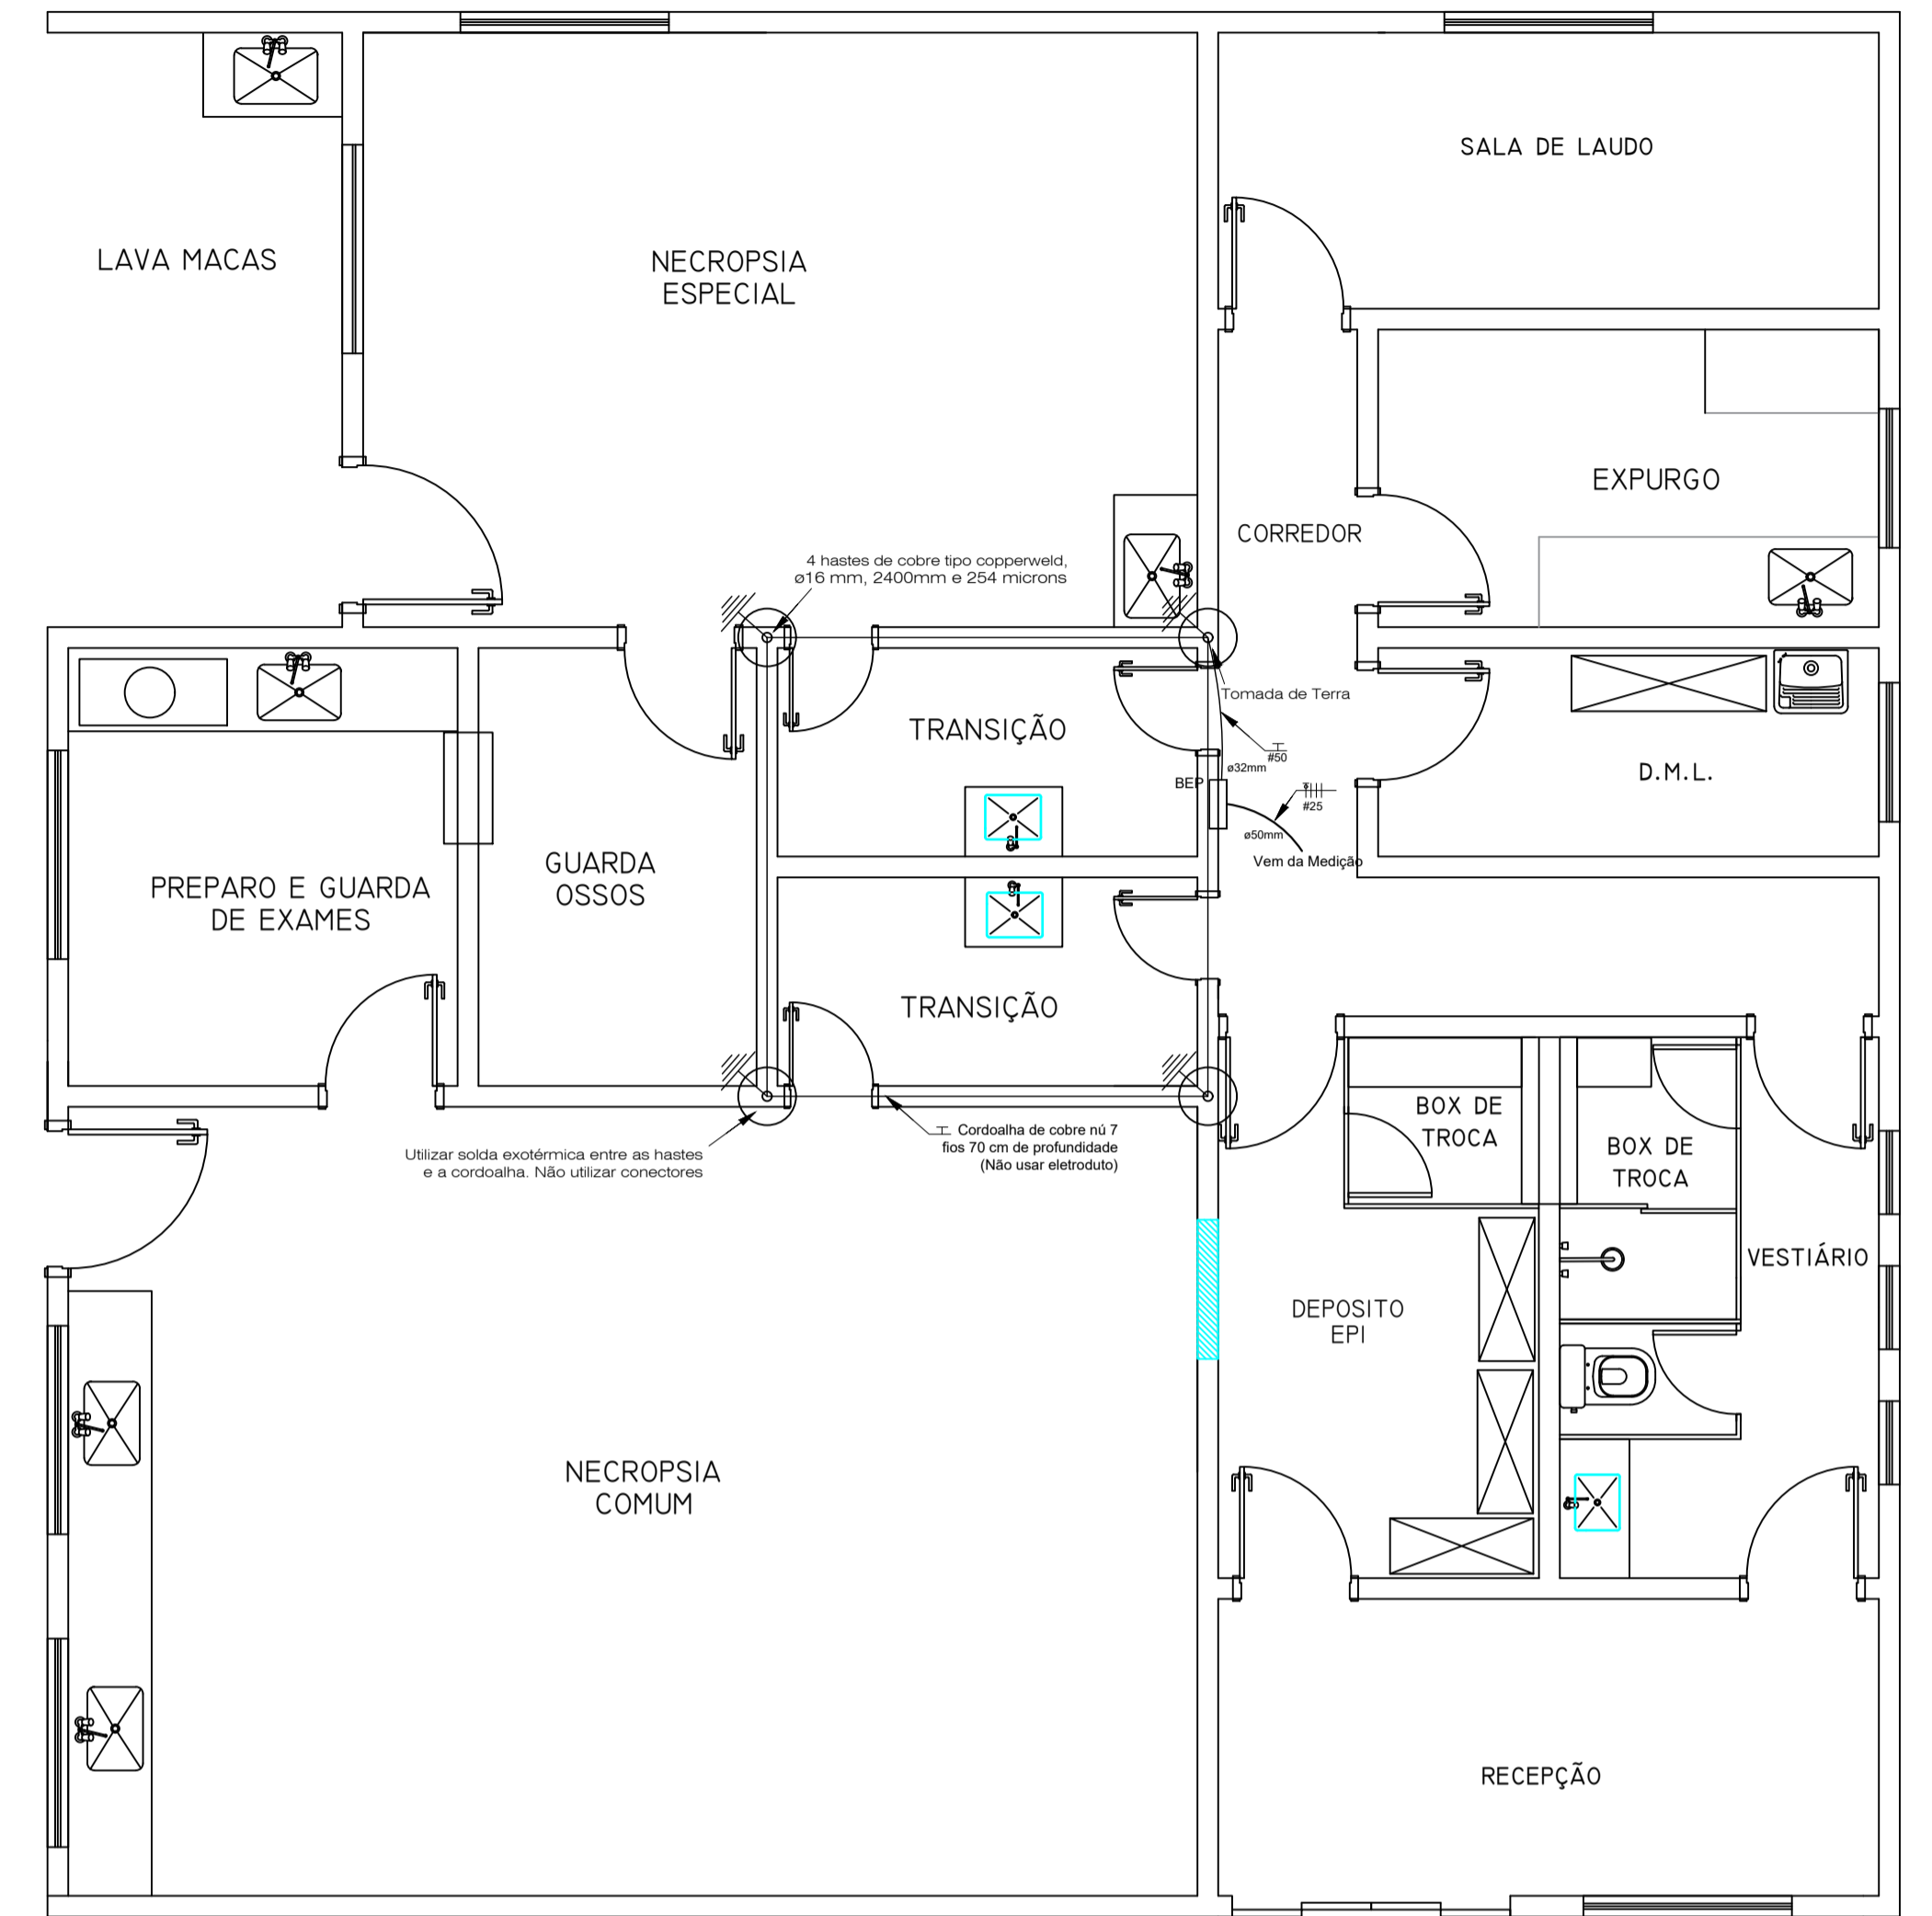 SALA DE LAUDO
LAVA MACAS
NECROPSIA
ESPECIAL
EXPURGO
CORREDOR
4 hastes de cobre tipo copperweld,
ø16 mm, 2400mm e 254 microns
Tomada de Terra
TRANSIÇÃO
#50
ø32mm
BEP
D.M.L.
#25
ø50mm
Vem da Medição
GUARDA
OSSOS
PREPARO E GUARDA
DE EXAMES
TRANSIÇÃO
BOX DE
TROCA
BOX DE
TROCA
Cordoalha de cobre nú 7
fios 70 cm de profundidade
(Não usar eletroduto)
Utilizar solda exotérmica entre as hastes
e a cordoalha. Não utilizar conectores
VESTIÁRIO
DEPOSITO
EPI
NECROPSIA
COMUM
RECEPÇÃO